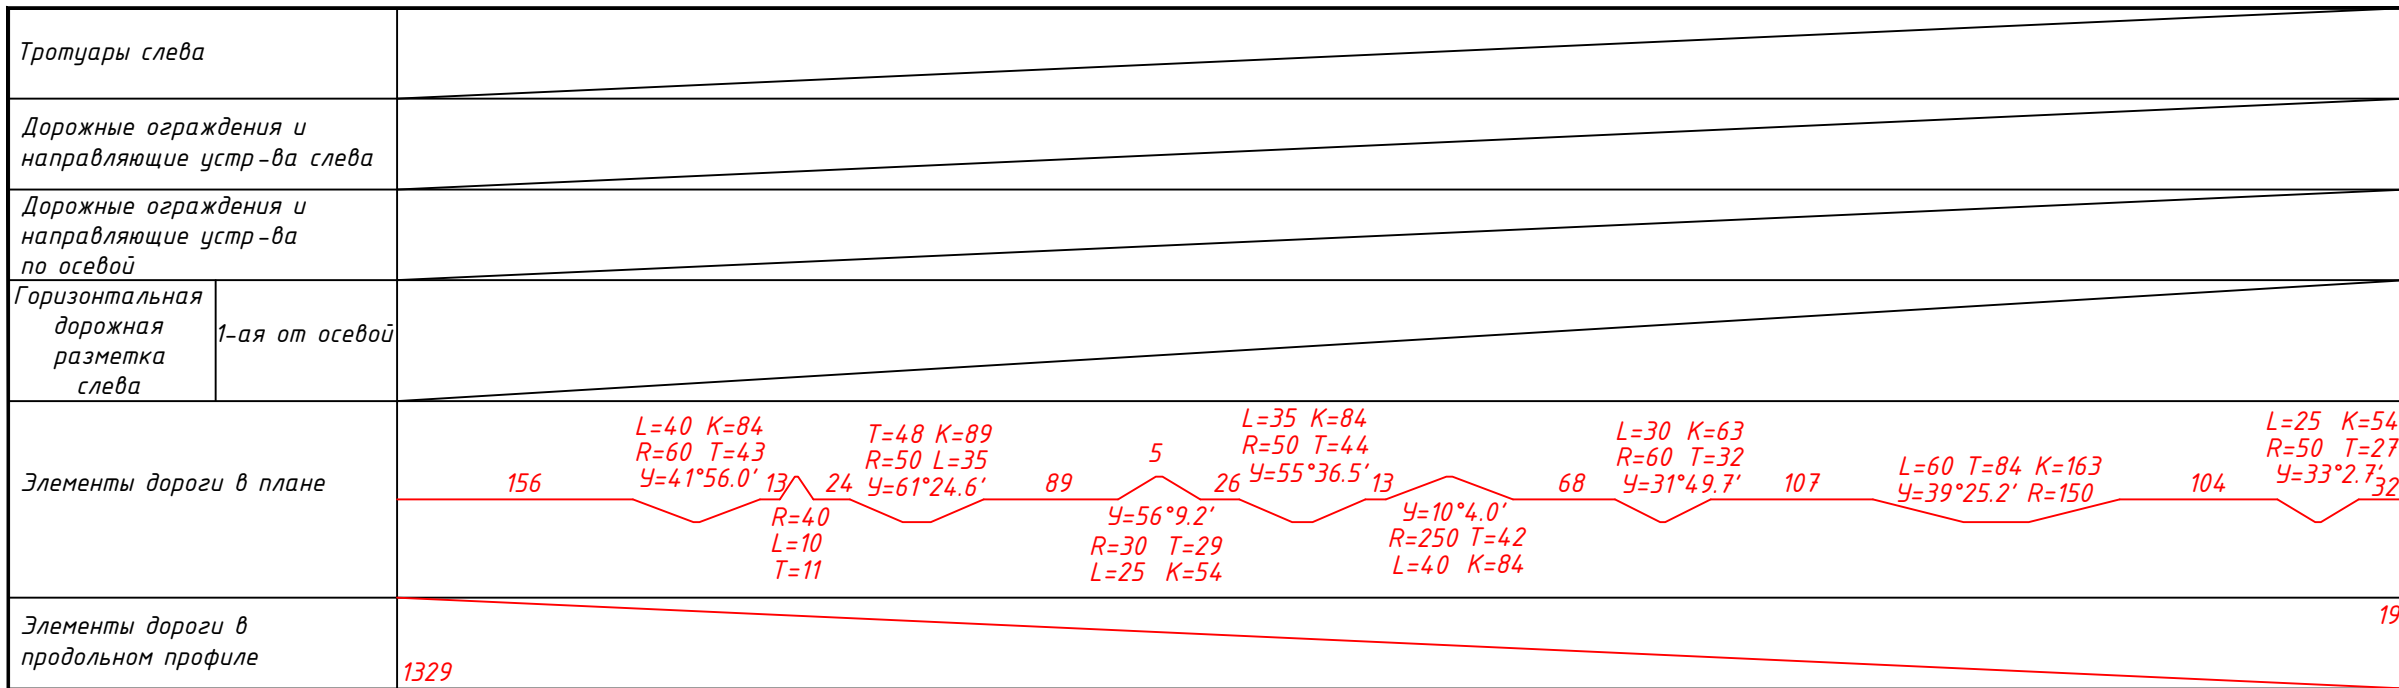 Тротуары слева
Дорожные ограждения и
направляющие устр-ва слева
Дорожные ограждения и
направляющие устр-ва
по осевой
Горизонтальная
дорожная
разметка
слева
1-ая от осевой
Элементы дороги в плане
156
L=40 K=84
R=60 T=43
У=41°56.0'
13
R=40
L=10
T=11
24
T=48 K=89
R=50 L=35
У=61°24.6'
89
5
У=56°9.2'
R=30 T=29
L=25 K=54
26
L=35 K=84
R=50 T=44
У=55°36.5'
13
У=10°4.0'
R=250 T=42
L=40 K=84
68
L=30 K=63
R=60 T=32
У=31°49.7'
107
L=60 T=84 K=163
У=39°25.2' R=150
104
L=25 K=54
R=50 T=27
У=33°2.7'
32
Элементы дороги в
продольном профиле
1329
19